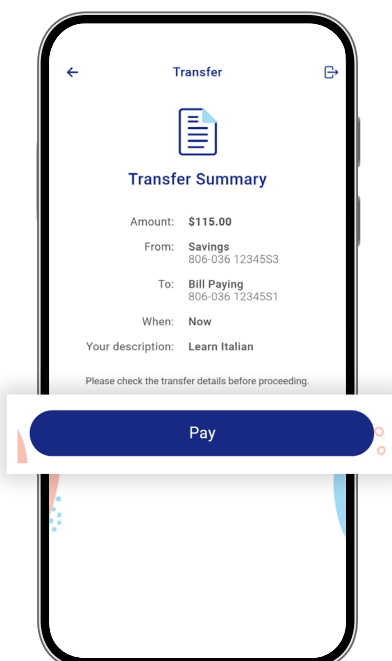 Transfer
Transfer Summary
Amount: $115.00
From: Savings
806-036 12345S3
To: Bill Paying
806-036 12345S1
When: Now
Your description: Learn Italian
Please check the transfer details before proceeding.
Pay